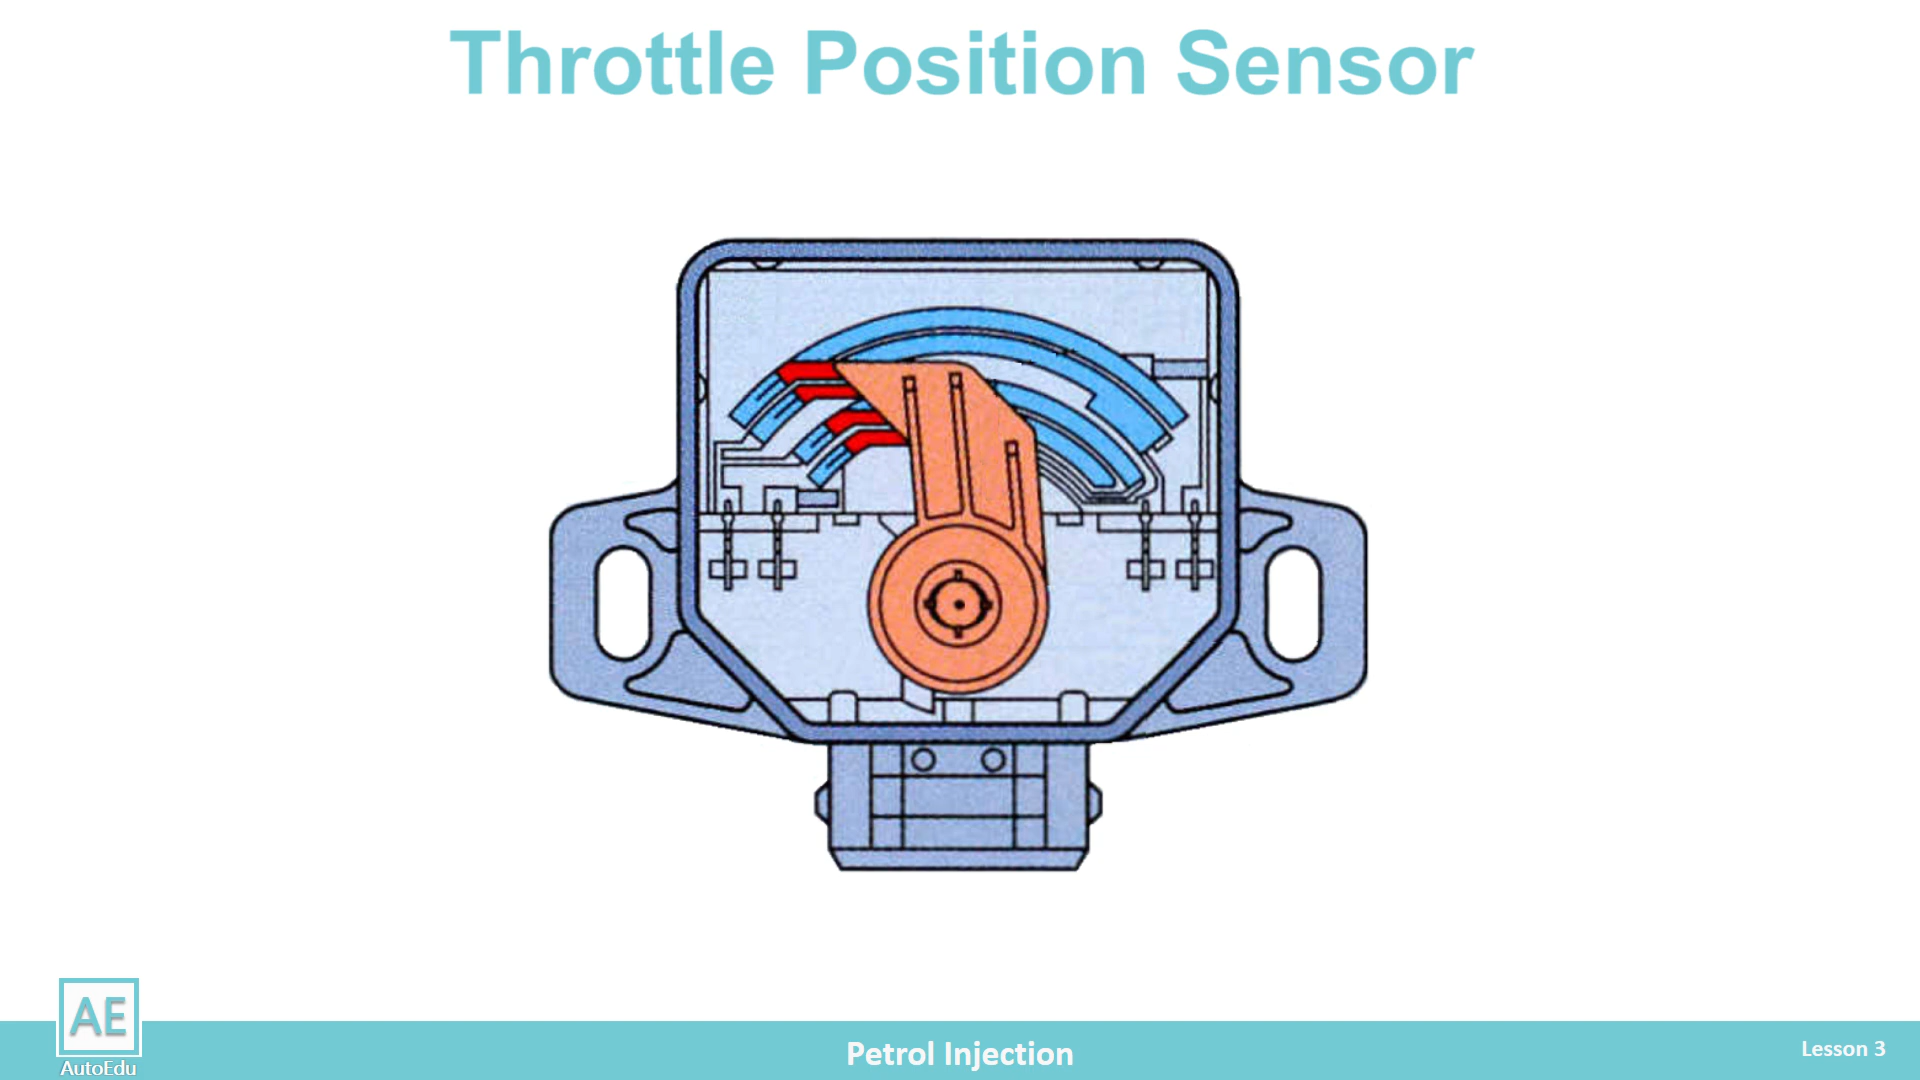 Throttle Position Sensor
AE
AutoEdu
Petrol Injection
Lesson 3